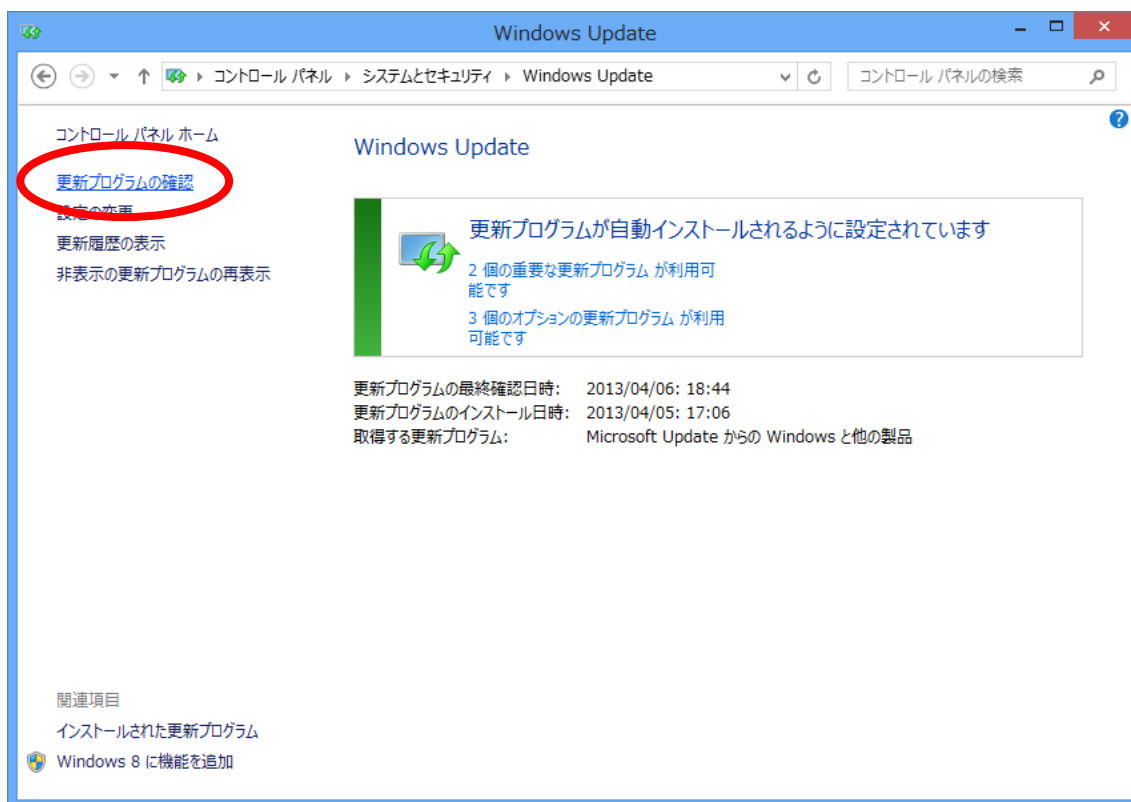 Windows Update
コントロール パネル システムとセキュリティ Windows Update
コントロール パネルの検索
コントロール パネル ホーム
更新プログラムの確認
設定の変更
更新履歴の表示
非表示の更新プログラムの再表示
Windows Update
更新プログラムが自動インストールされるように設定されています
2 個の重要な更新プログラム が利用可
能です
3 個のオプションの更新プログラム が利用
可能です
更新プログラムの最終確認日時: 2013/04/06: 18:44
更新プログラムのインストール日時: 2013/04/05: 17:06
取得する更新プログラム: Microsoft Update からの Windows と他の製品
関連項目
インストールされた更新プログラム
Windows 8 に機能を追加